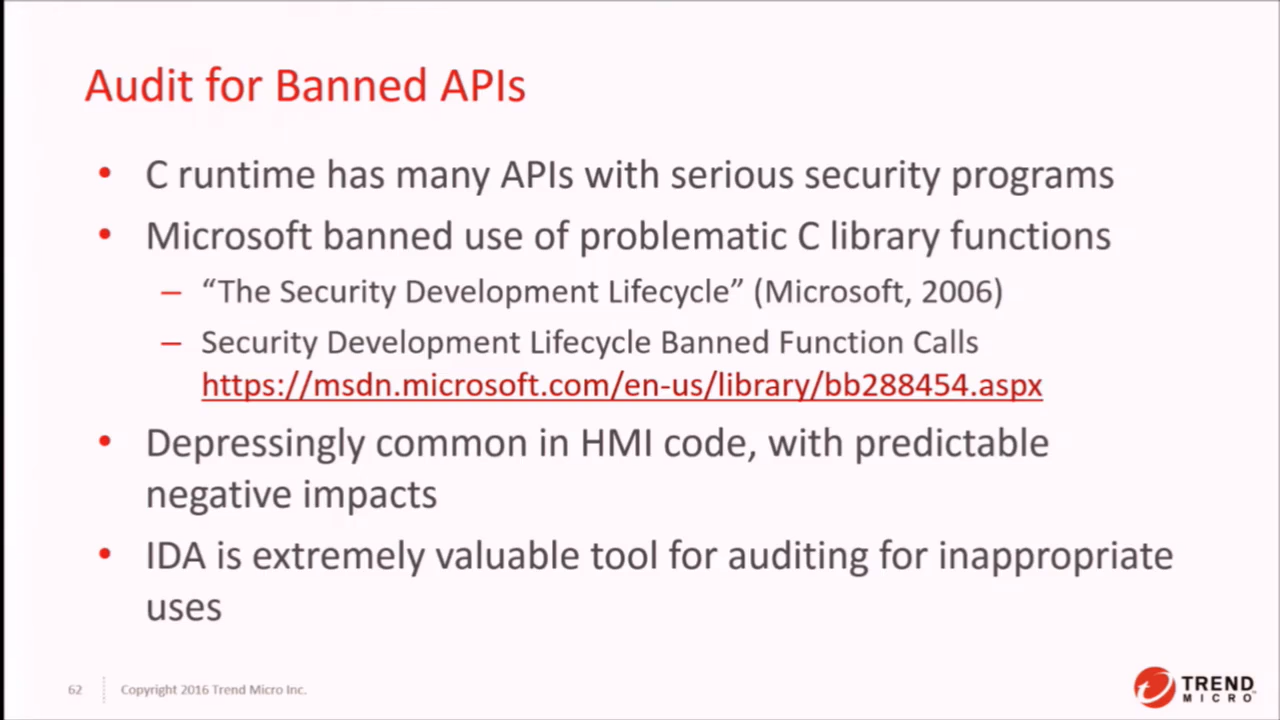 Audit for Banned APIs
• C runtime has many APIs with serious security programs
• Microsoft banned use of problematic C library functions
– “The Security Development Lifecycle” (Microsoft, 2006)
– Security Development Lifecycle Banned Function Calls
https://msdn.microsoft.com/en-us/library/bb288454.aspx
• Depressingly common in HMI code, with predictable
negative impacts
• IDA is extremely valuable tool for auditing for inappropriate
uses
62 Copyright 2016 Trend Micro Inc.
TREND
MICRO